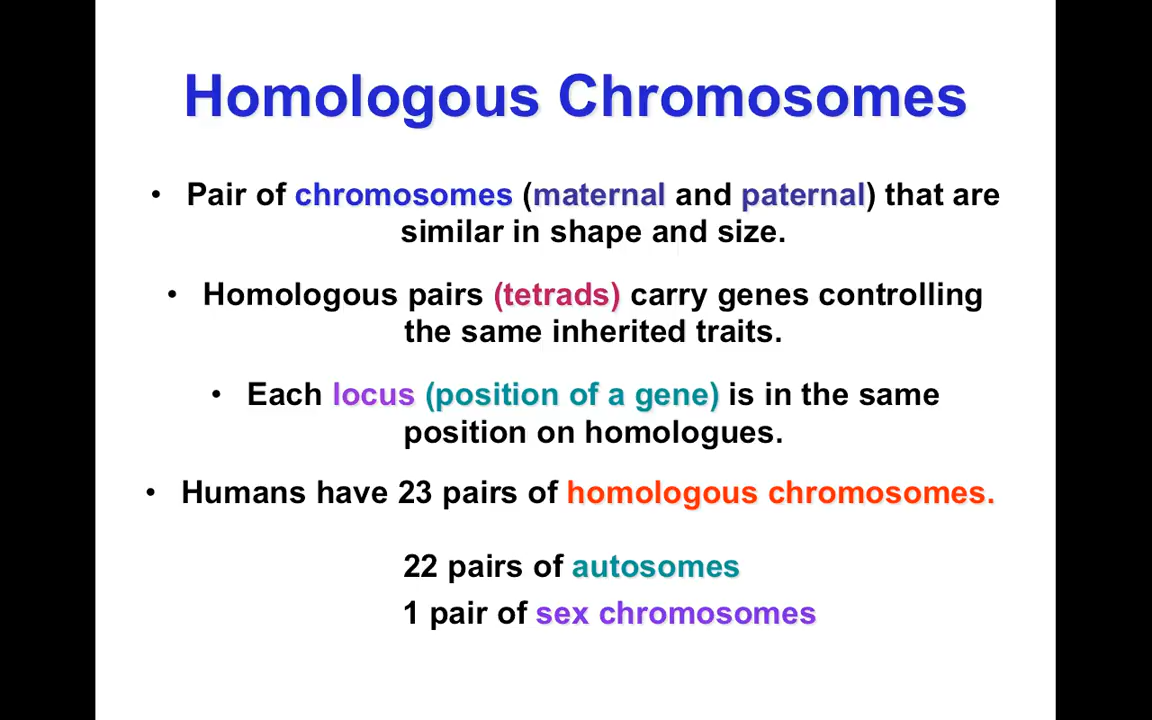 Homologous Chromosomes
• Pair of chromosomes (maternal and paternal) that are
similar in shape and size.
• Homologous pairs (tetrads) carry genes controlling
the same inherited traits.
• Each locus (position of a gene) is in the same
position on homologues.
• Humans have 23 pairs of homologous chromosomes.
22 pairs of autosomes
1 pair of sex chromosomes